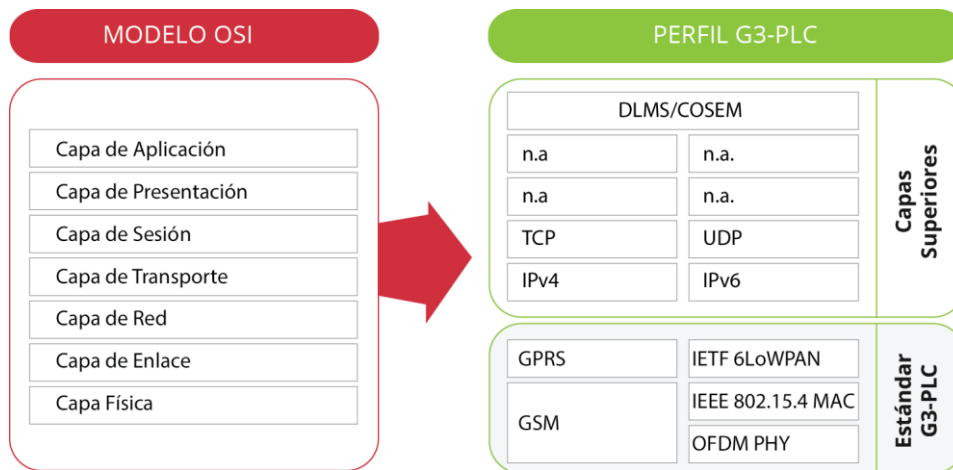 MODELO OSI
Capa de Aplicación
Capa de Presentación
Capa de Sesión
Capa de Transporte
Capa de Red
Capa de Enlace
Capa Física
PERFIL G3-PLC
DLMS/COSEM
n.a n.a.
n.a n.a.
TCP UDP
IPv4 IPv6
Capas
Superiores
GPRS IETF 6LoWPAN
GSM IEEE 802.15.4 MAC
OFDM PHY
Estándar
G3-PLC